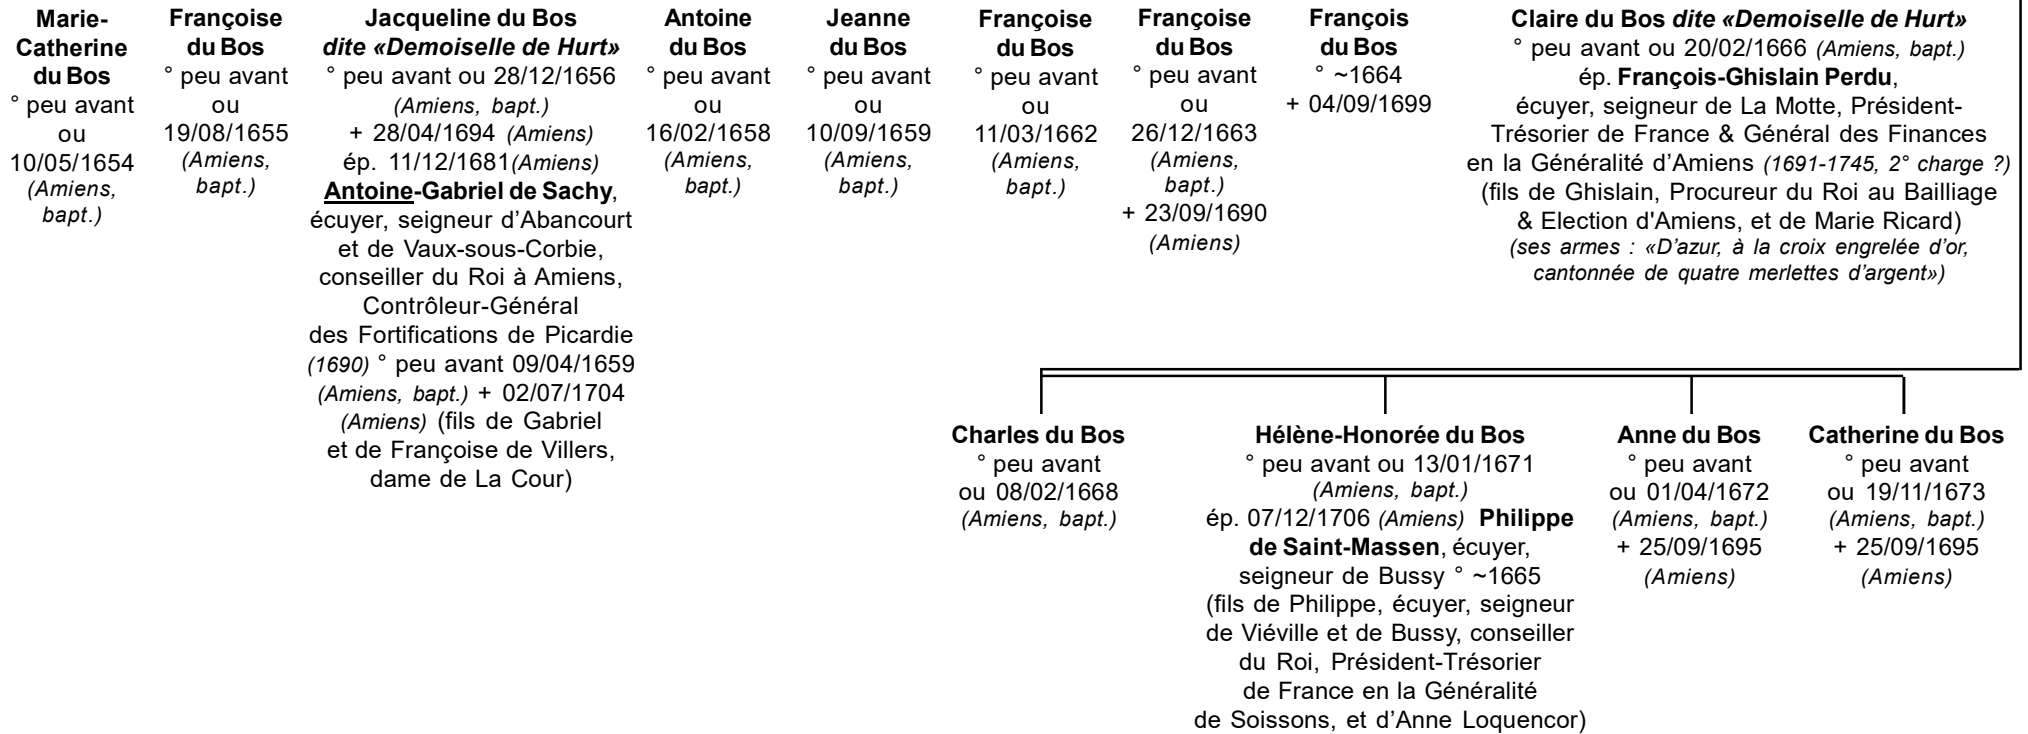 Marie-
Catherine
du Bos
° peu avant
ou
10/05/1654
(Amiens,
bapt.)
Françoise
du Bos
° peu avant
ou
19/08/1655
(Amiens,
bapt.)
Jacqueline du Bos
dite «Demoiselle de Hurt»
° peu avant ou 28/12/1656
(Amiens, bapt.)
+ 28/04/1694 (Amiens)
ép. 11/12/1681(Amiens)
Antoine-Gabriel de Sachy,
écuyer, seigneur d’Abancourt
et de Vaux-sous-Corbie,
conseiller du Roi à Amiens,
Contrôleur-Général
des Fortifications de Picardie
(1690) ° peu avant 09/04/1659
(Amiens, bapt.) + 02/07/1704
(Amiens) (fils de Gabriel
et de Françoise de Villers,
dame de La Cour)
Antoine
du Bos
° peu avant
ou
16/02/1658
(Amiens,
bapt.)
Jeanne
du Bos
° peu avant
ou
10/09/1659
(Amiens,
bapt.)
Françoise
du Bos
° peu avant
ou
11/03/1662
(Amiens,
bapt.)
Françoise
du Bos
° peu avant
ou
26/12/1663
(Amiens,
bapt.)
+ 23/09/1690
(Amiens)
François
du Bos
° ~1664
+ 04/09/1699
Claire du Bos dite «Demoiselle de Hurt»
° peu avant ou 20/02/1666 (Amiens, bapt.)
ép. François-Ghislain Perdu,
écuyer, seigneur de La Motte, Président-
Trésorier de France & Général des Finances
en la Généralité d’Amiens (1691-1745, 2° charge ?)
(fils de Ghislain, Procureur du Roi au Bailliage
& Election d'Amiens, et de Marie Ricard)
(ses armes : «D’azur, à la croix engrelée d’or,
cantonnée de quatre merlettes d’argent»)
Charles du Bos
° peu avant
ou 08/02/1668
(Amiens, bapt.)
Hélène-Honorée du Bos
° peu avant ou 13/01/1671
(Amiens, bapt.)
ép. 07/12/1706 (Amiens) Philippe
de Saint-Massen, écuyer,
seigneur de Bussy ° ~1665
(fils de Philippe, écuyer, seigneur
de Viéville et de Bussy, conseiller
du Roi, Président-Trésorier
de France en la Généralité
de Soissons, et d’Anne Loquencor)
Anne du Bos
° peu avant
ou 01/04/1672
(Amiens, bapt.)
+ 25/09/1695
(Amiens)
Catherine du Bos
° peu avant
ou 19/11/1673
(Amiens, bapt.)
+ 25/09/1695
(Amiens)